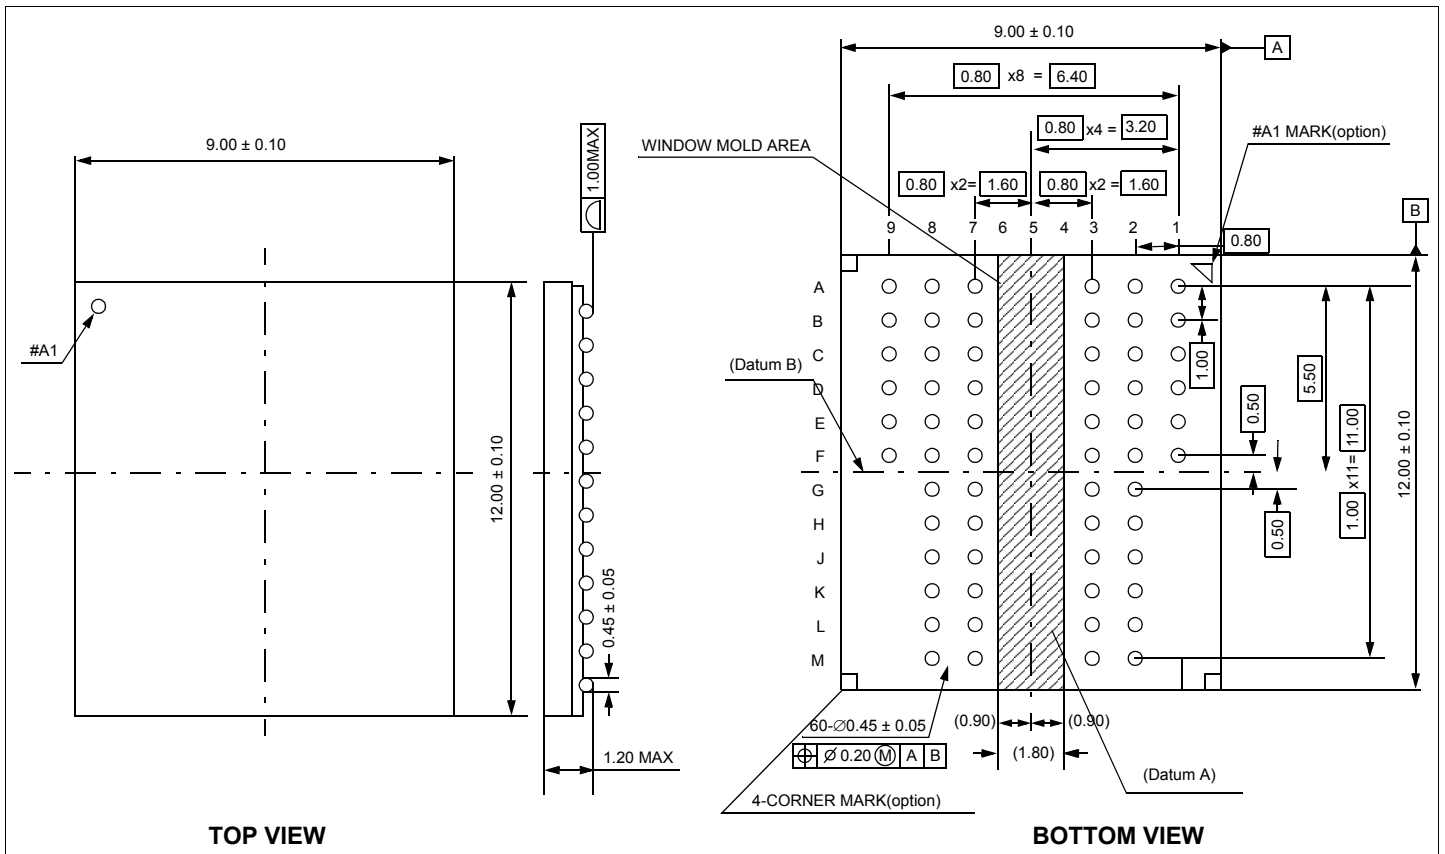 9.00 ± 0.10
#A1
12.00 ± 0.10
1.00MAX
0.45 ± 0.05
1.20 MAX
TOP VIEW
9.00 ± 0.10
A
0.80 x8 = 6.40
0.80 x4 = 3.20
#A1 MARK(option)
WINDOW MOLD AREA
0.80 x2= 1.60 0.80 x2 = 1.60
B
9 8 7 6 5 4 3 2 1
0.80
A
B
C
D
E
F
G
H
J
K
L
M
(Datum B)
1.00
5.50
0.50
0.50
1.00 x11= 11.00
12.00 ± 0.10
60-∅0.45 ± 0.05
⌀ 0.20 Ⓜ A B
(0.90) (0.90)
(1.80)
(Datum A)
4-CORNER MARK(option)
BOTTOM VIEW